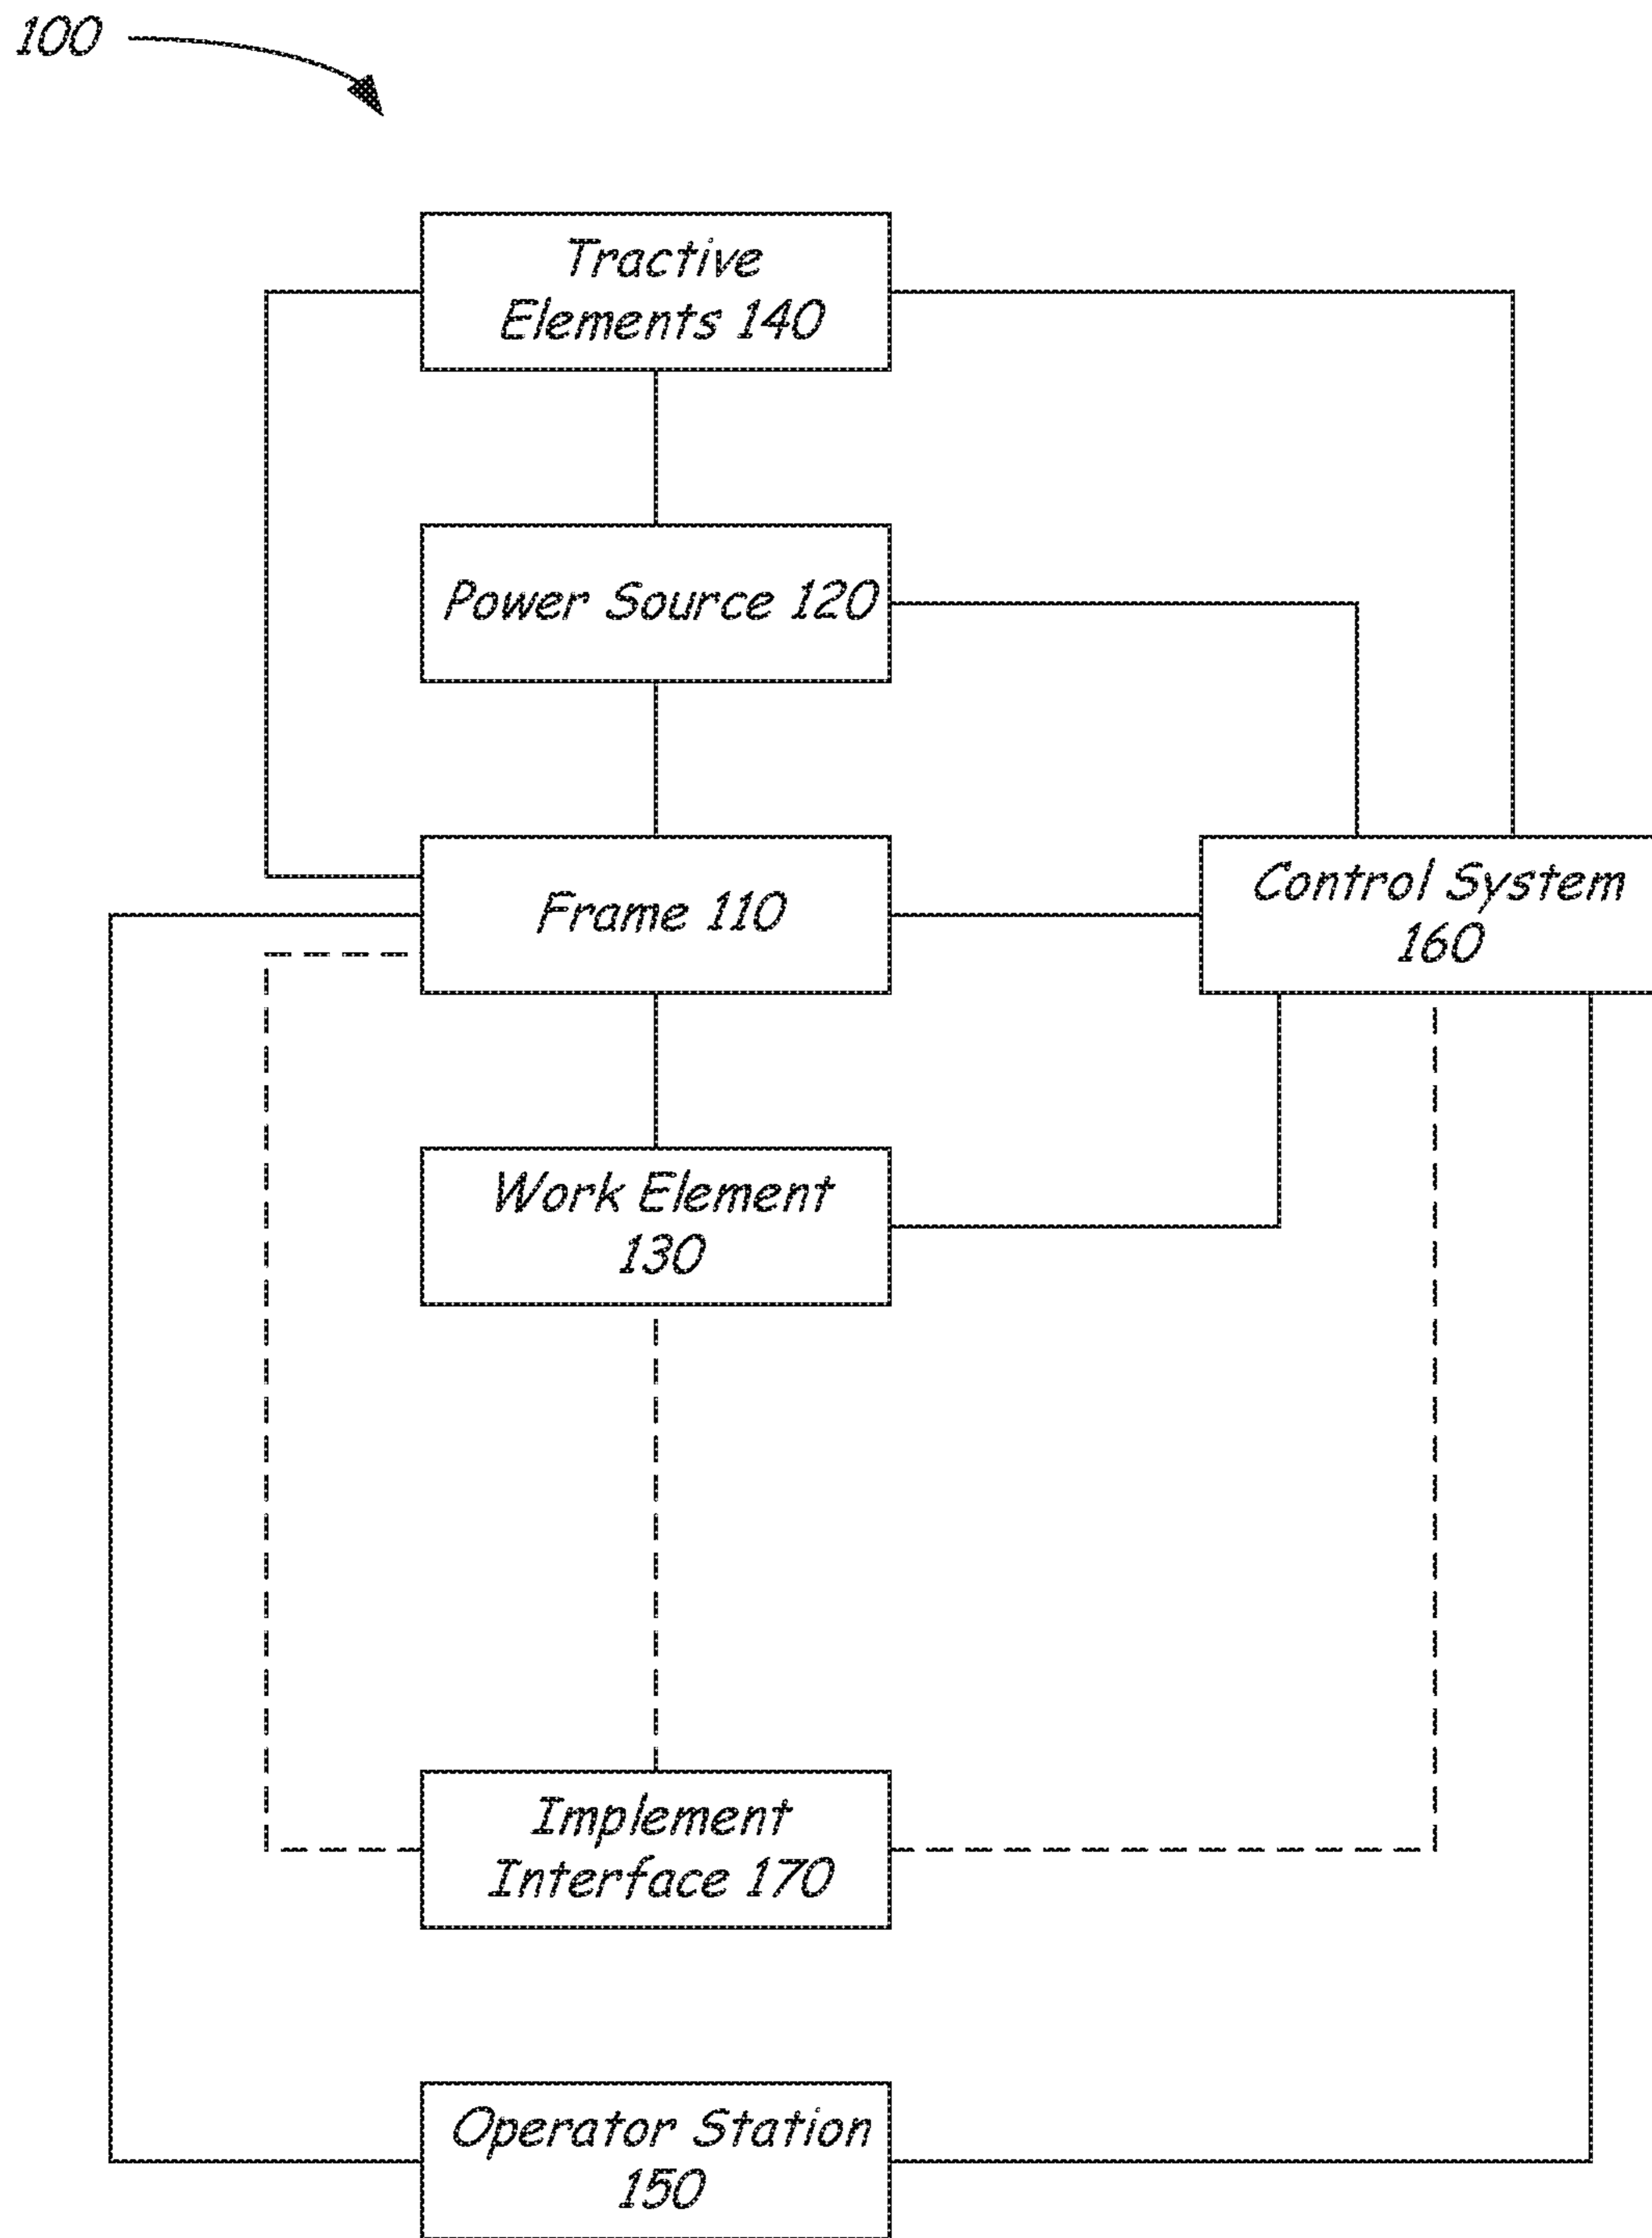 100
Tractive
Elements 140
Power Source 120
Frame 110
Control System
160
Work Element
130
Implement
Interface 170
Operator Station
150